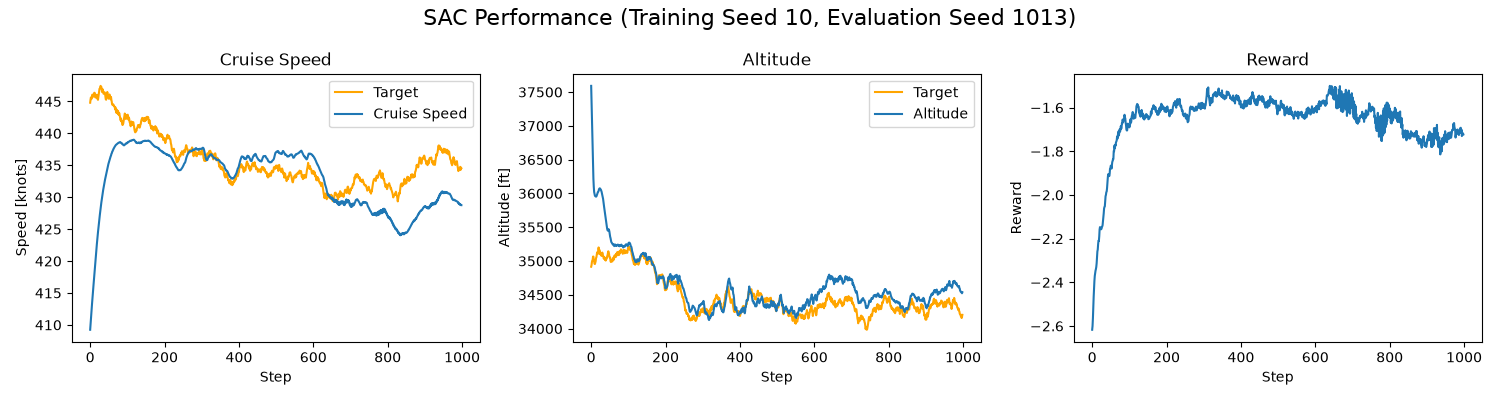 SAC Performance (Training Seed 10, Evaluation Seed 1013)
Cruise Speed
Speed [knots]
445
440
435
430
425
420
415
410
0 200 400 600 800 1000
Step
Target
Cruise Speed
Altitude
Altitude [ft]
37500
37000
36500
36000
35500
35000
34500
34000
0 200 400 600 800 1000
Step
Target
Altitude
Reward
Reward
−1.6
−1.8
−2.0
−2.2
−2.4
−2.6
0 200 400 600 800 1000
Step